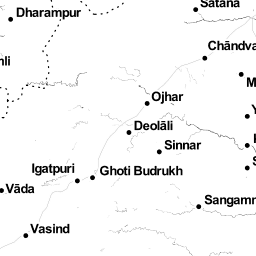 Satana
Dharampur
Chāndva
Ojhar
Deolāli
Sinnar
Igatpuri
Ghoti Budrukh
Vāda
Sangamn
Vasind